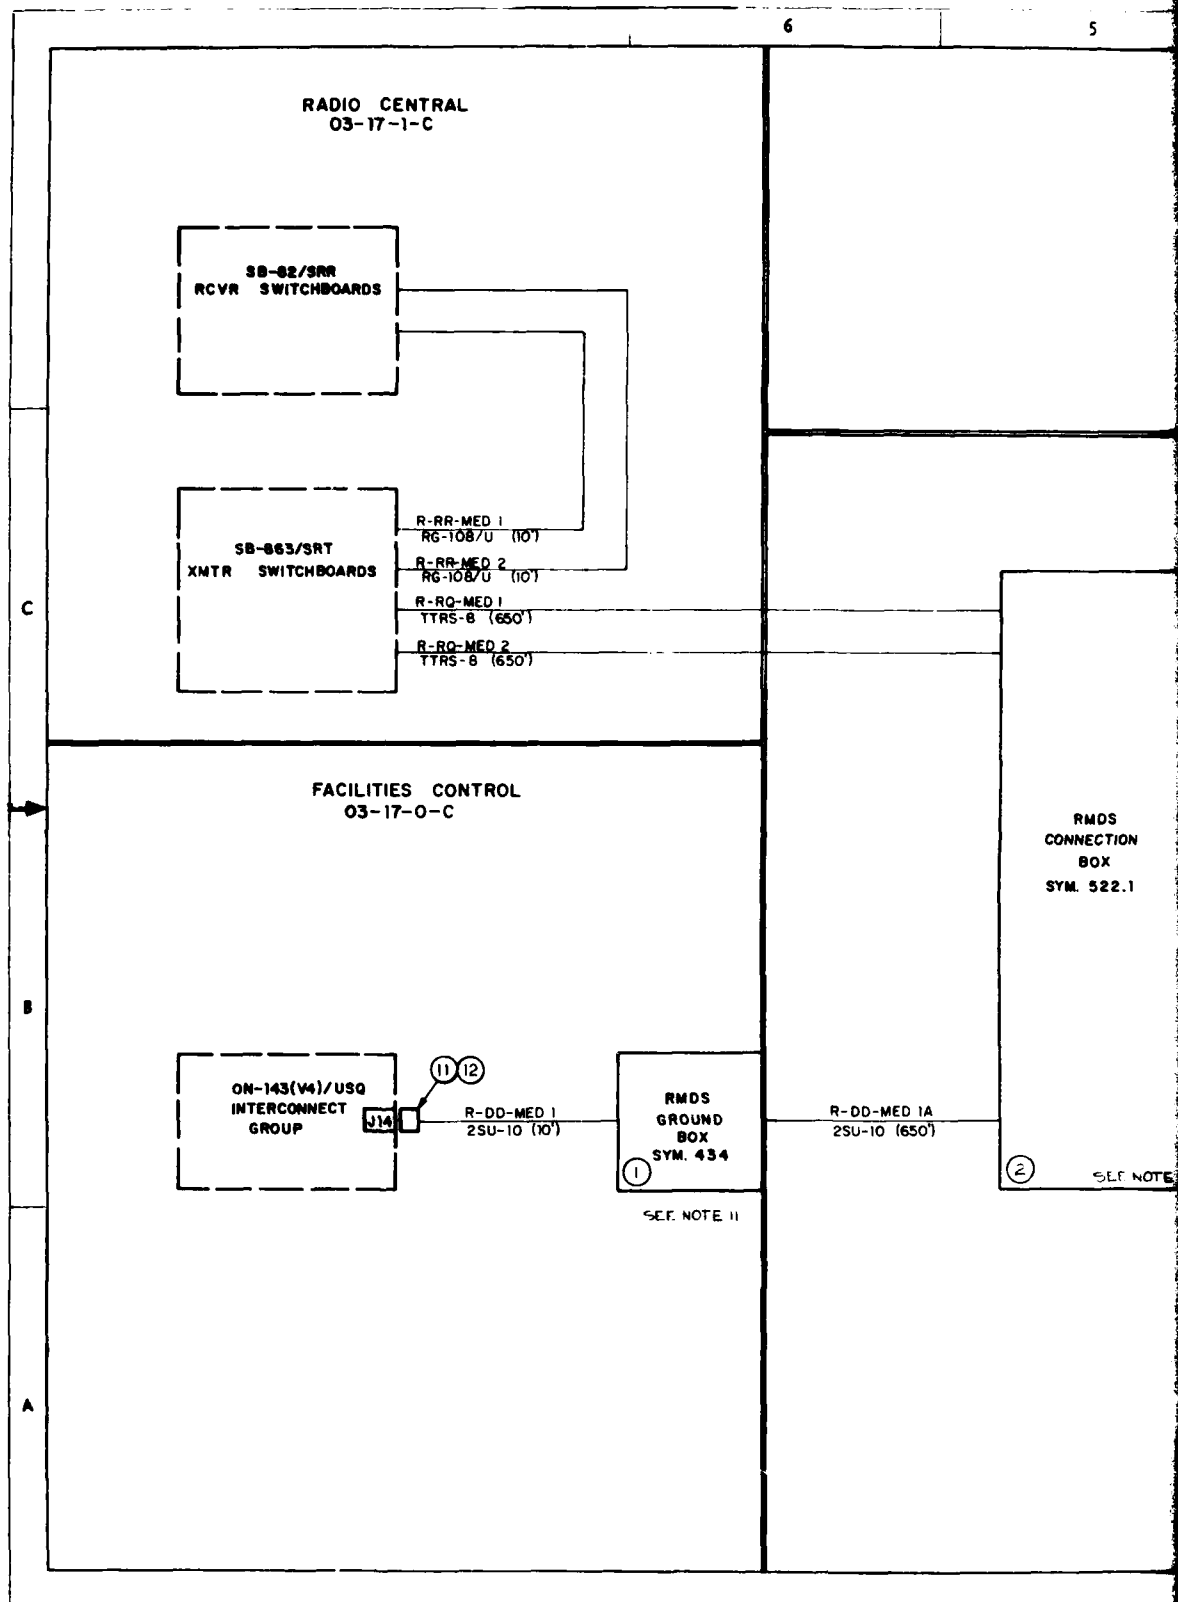 6
5
RADIO CENTRAL
03-17-1-C
SB-82/SRR
RCVR SWITCHBOARDS
R-RR-MED 1
RG-108/U (10')
SB-863/SRT
XMTR SWITCHBOARDS
R-RR-MED 2
RG-108/U (10')
R-RQ-MED 1
TTRS-8 (650')
R-RQ-MED 2
TTRS-8 (650')
C
FACILITIES CONTROL
03-17-0-C
RMDS
CONNECTION
BOX
SYM. 522.1
B
ON-143(V4)/USQ
INTERCONNECT
GROUP
J14
11 12
R-DD-MED 1
2SU-10 (10')
RMDS
GROUND
BOX
SYM. 434
1
R-DD-MED 1A
2SU-10 (650')
2
SEE NOTE
SEE NOTE 11
A